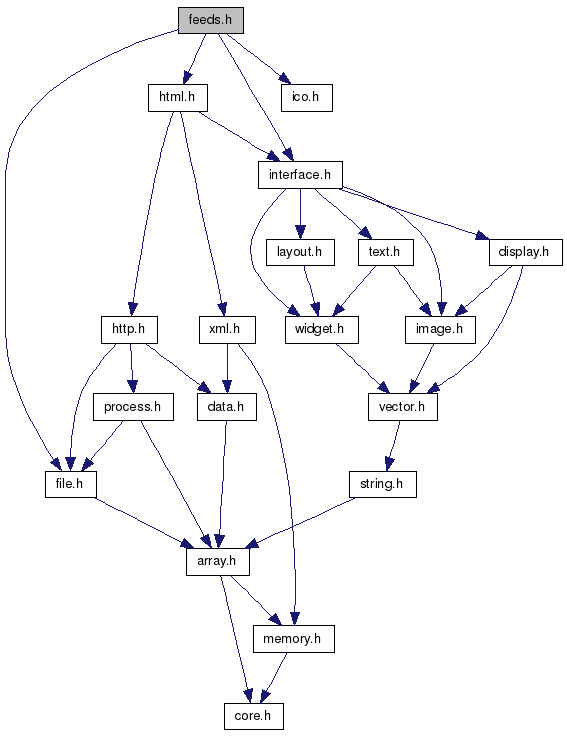 feeds.h
html.h
ico.h
interface.h
layout.h
text.h
display.h
http.h
xml.h
widget.h
image.h
process.h
data.h
vector.h
file.h
string.h
array.h
memory.h
core.h